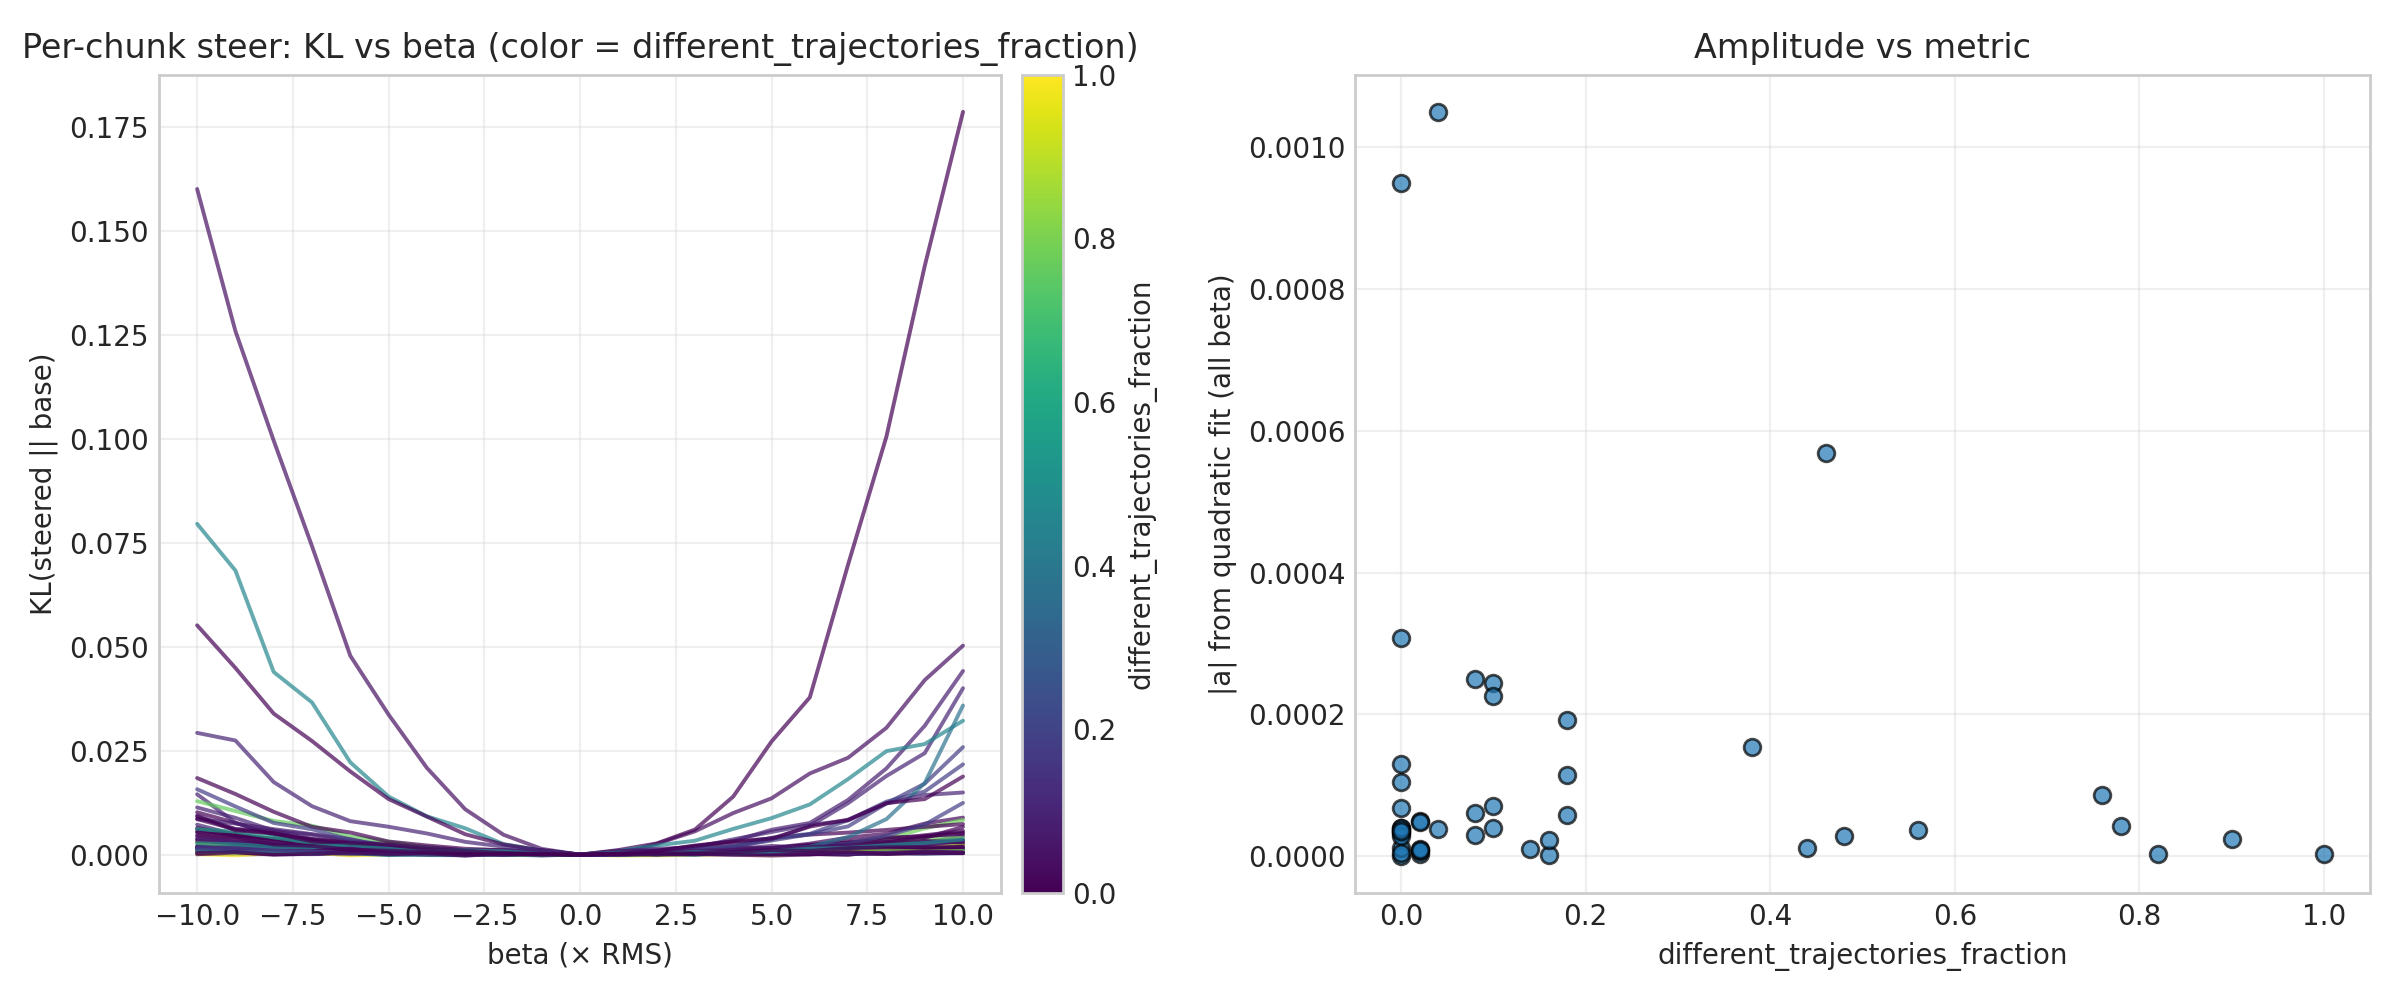 Per-chunk steer: KL vs beta (color = different_trajectories_fraction)
KL(steered || base)
0.175
0.150
0.125
0.100
0.075
0.050
0.025
0.000
−10.0 −7.5 −5.0 −2.5 0.0 2.5 5.0 7.5 10.0
beta (× RMS)
1.0
0.8
0.6
0.4
0.2
0.0
different_trajectories_fraction
Amplitude vs metric
|a| from quadratic fit (all beta)
0.0010
0.0008
0.0006
0.0004
0.0002
0.0000
0.0 0.2 0.4 0.6 0.8 1.0
different_trajectories_fraction